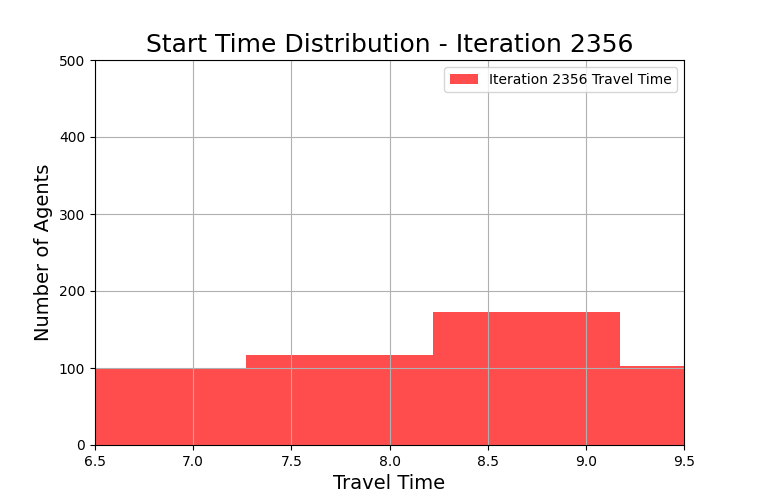 Start Time Distribution - Iteration 2356
Iteration 2356 Travel Time
500
400
300
200
100
0
Number of Agents
6.5 7.0 7.5 8.0 8.5 9.0 9.5
Travel Time